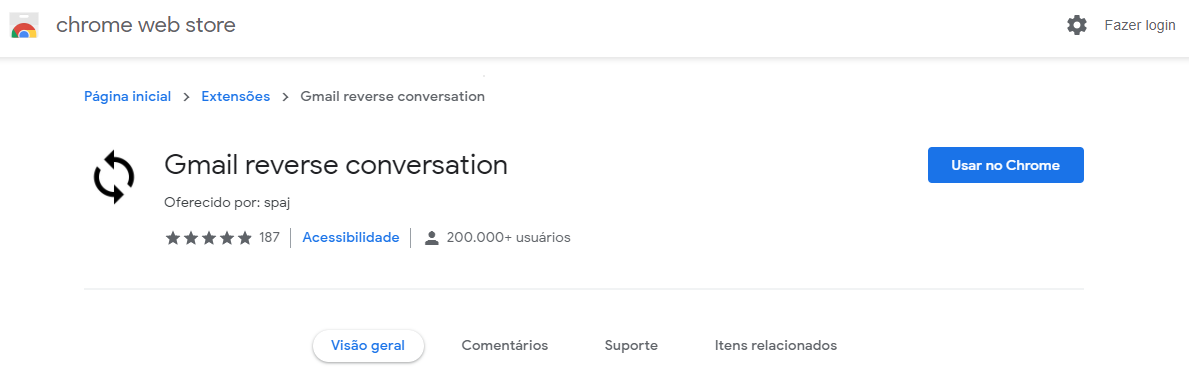 chrome web store
Fazer login
Página inicial > Extensões > Gmail reverse conversation
Gmail reverse conversation
Usar no Chrome
Oferecido por: spaj
187 Acessibilidade 200.000+ usuários
Visão geral Comentários Suporte Itens relacionados